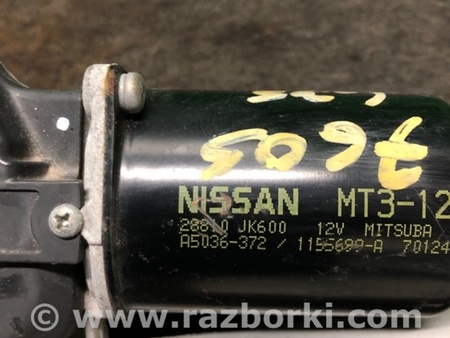 NISSAN MT3-12
28810 JK600 12V MITSUBA
A5036-372 / 1155699-A 70124
www.razborki.com